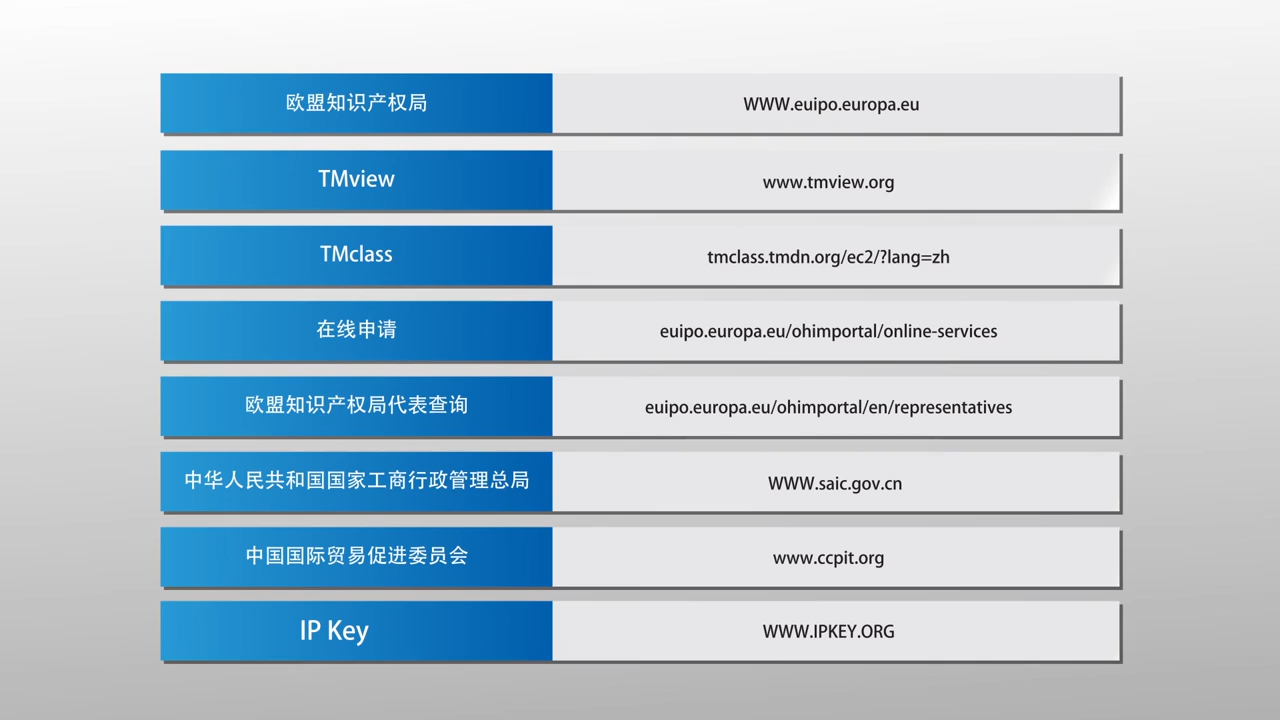 欧盟知识产权局
WWW.euipo.europa.eu
TMview
www.tmview.org
TMclass
tmclass.tmdn.org/ec2/?lang=zh
在线申请
euipo.europa.eu/ohimportal/online-services
欧盟知识产权局代表查询
euipo.europa.eu/ohimportal/en/representatives
中华人民共和国国家工商行政管理总局
WWW.saic.gov.cn
中国国际贸易促进委员会
www.ccpit.org
IP Key
WWW.IPKEY.ORG